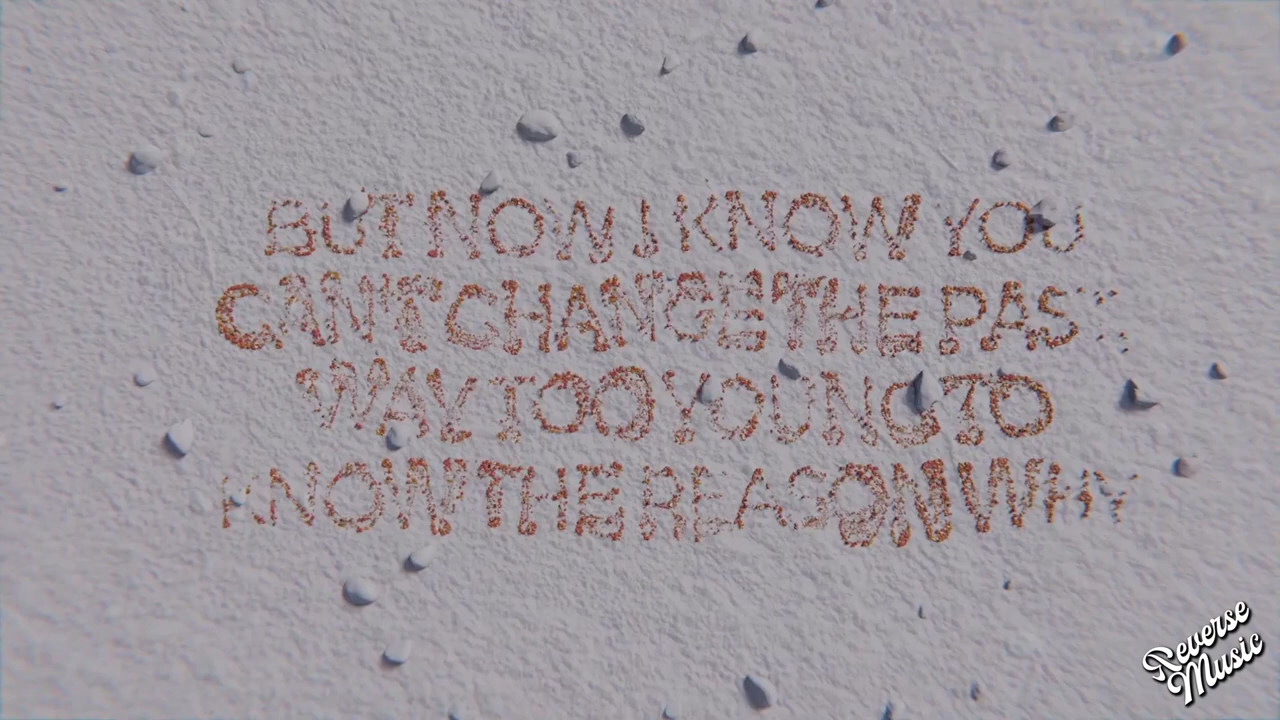 BUT NOW I KNOW YOU
CAN'T CHANGE THE PAST
WAY TOO YOUNG TO
KNOW THE REASON WHY
Reverse
Music